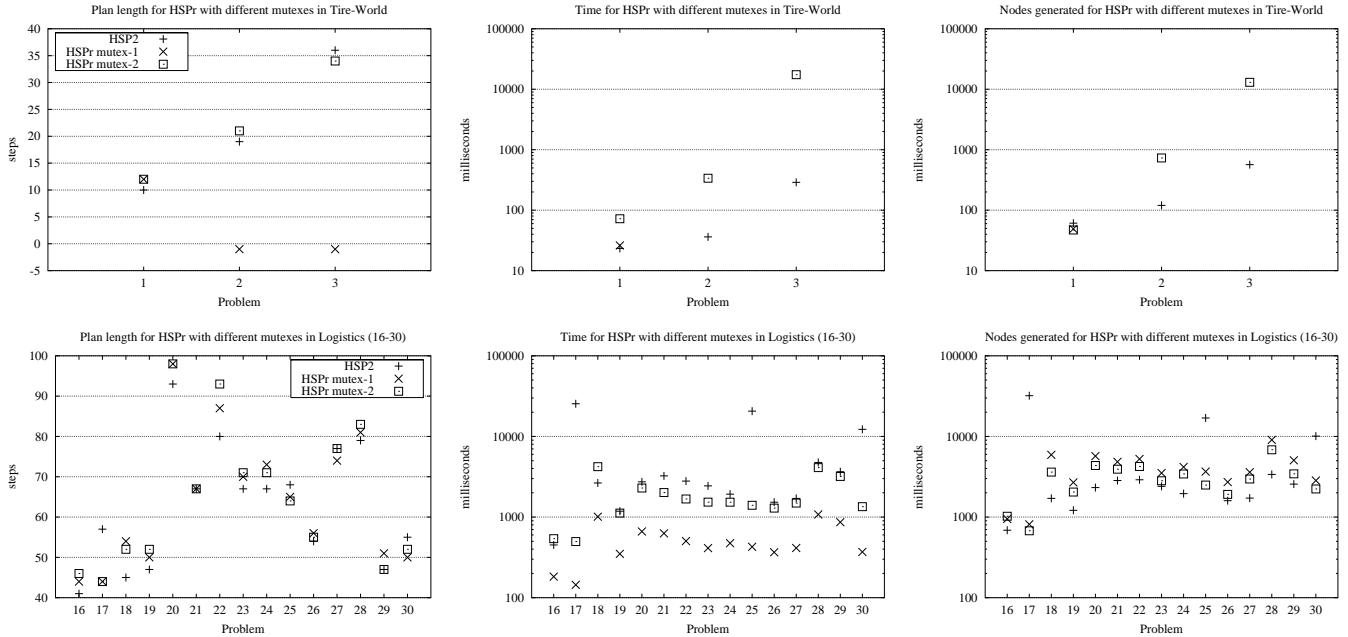 Plan length for HSPr with different mutexes in Tire-World
40
35
30
25
20
15
10
5
0
-5
steps
HSP2
HSPr mutex-1
HSPr mutex-2
1 2 3
Problem
Time for HSPr with different mutexes in Tire-World
100000
10000
1000
100
10
milliseconds
1 2 3
Problem
Nodes generated for HSPr with different mutexes in Tire-World
100000
10000
1000
100
10
milliseconds
1 2 3
Problem
Plan length for HSPr with different mutexes in Logistics (16-30)
100
90
80
70
60
50
40
steps
HSP2
HSPr mutex-1
HSPr mutex-2
16 17 18 19 20 21 22 23 24 25 26 27 28 29 30
Problem
Time for HSPr with different mutexes in Logistics (16-30)
100000
10000
1000
100
milliseconds
16 17 18 19 20 21 22 23 24 25 26 27 28 29 30
Problem
Nodes generated for HSPr with different mutexes in Logistics (16-30)
100000
10000
1000
100
milliseconds
16 17 18 19 20 21 22 23 24 25 26 27 28 29 30
Problem